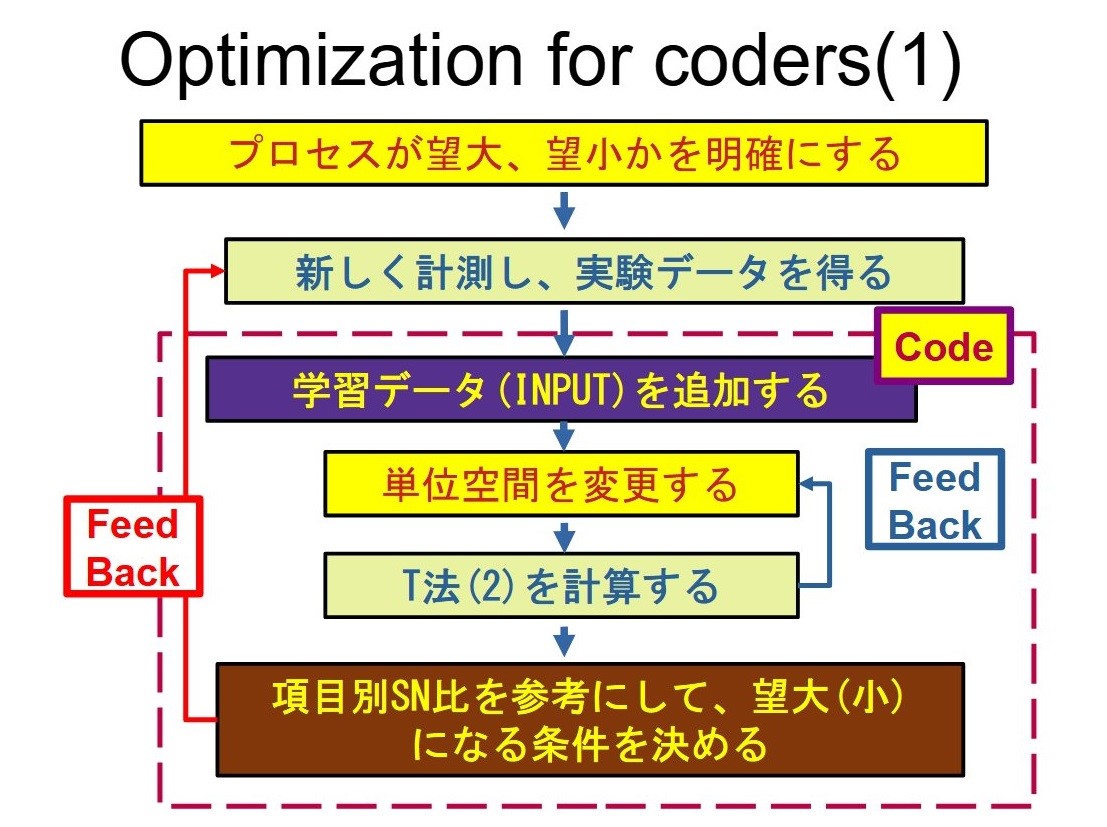 Optimization for coders(1)
プロセスが望大、望小かを明確にする
新しく計測し、実験データを得る
Code
学習データ(INPUT)を追加する
単位空間を変更する
Feed
Back
Feed
Back
T法(2)を計算する
項目別SN比を参考にして、望大(小)
になる条件を決める